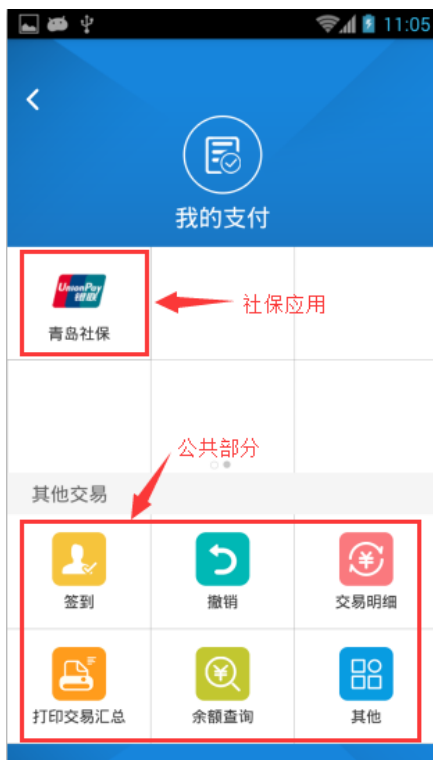 11:05
我的支付
UnionPay
银联
青岛社保
社保应用
公共部分
其他交易
签到
撤销
交易明细
打印交易汇总
余额查询
其他